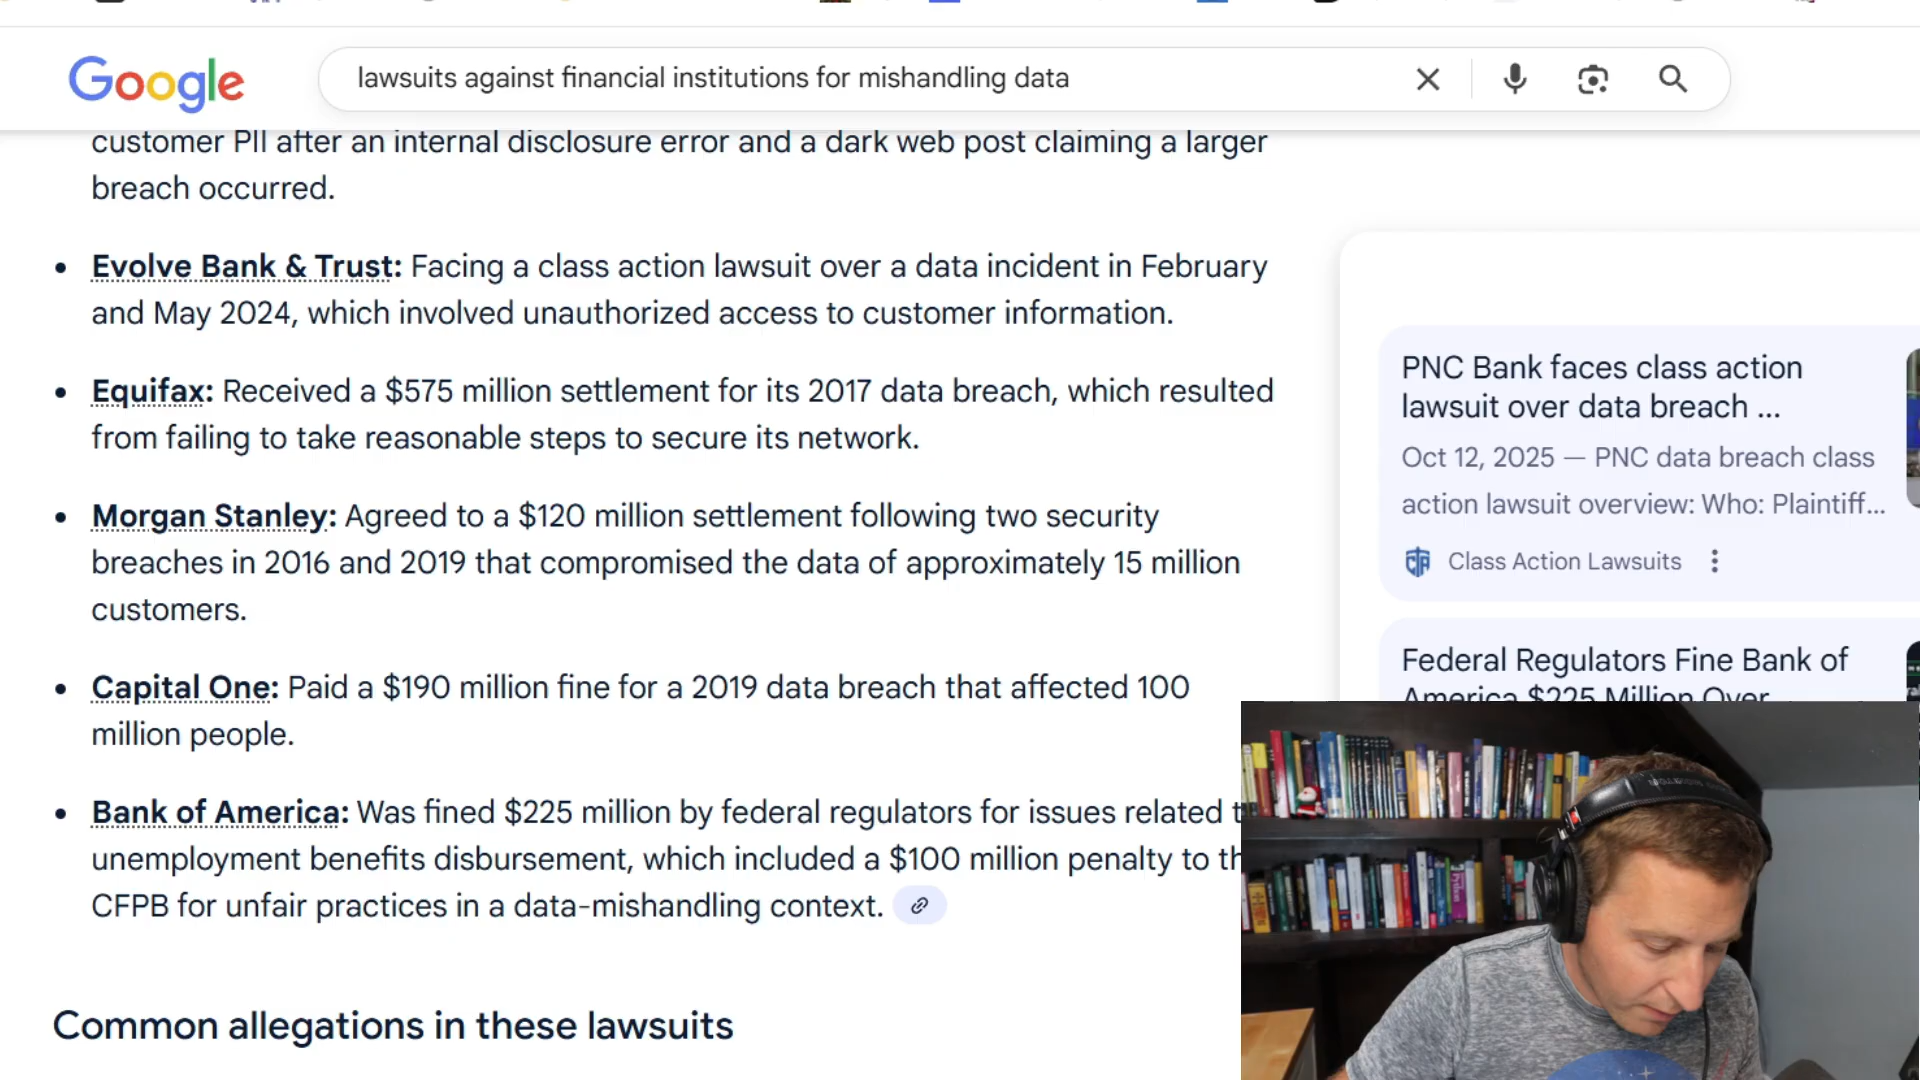 Google
lawsuits against financial institutions for mishandling data
customer PII after an internal disclosure error and a dark web post claiming a larger
breach occurred.
Evolve Bank & Trust: Facing a class action lawsuit over a data incident in February
and May 2024, which involved unauthorized access to customer information.
Equifax: Received a $575 million settlement for its 2017 data breach, which resulted
from failing to take reasonable steps to secure its network.
Morgan Stanley: Agreed to a $120 million settlement following two security
breaches in 2016 and 2019 that compromised the data of approximately 15 million
customers.
Capital One: Paid a $190 million fine for a 2019 data breach that affected 100
million people.
Bank of America: Was fined $225 million by federal regulators for issues related
unemployment benefits disbursement, which included a $100 million penalty to
CFPB for unfair practices in a data-mishandling context.
Common allegations in these lawsuits
PNC Bank faces class action
lawsuit over data breach ...
Oct 12, 2025 — PNC data breach class
action lawsuit overview: Who: Plaintiff...
Class Action Lawsuits
Federal Regulators Fine Bank of
America $225 Million Over